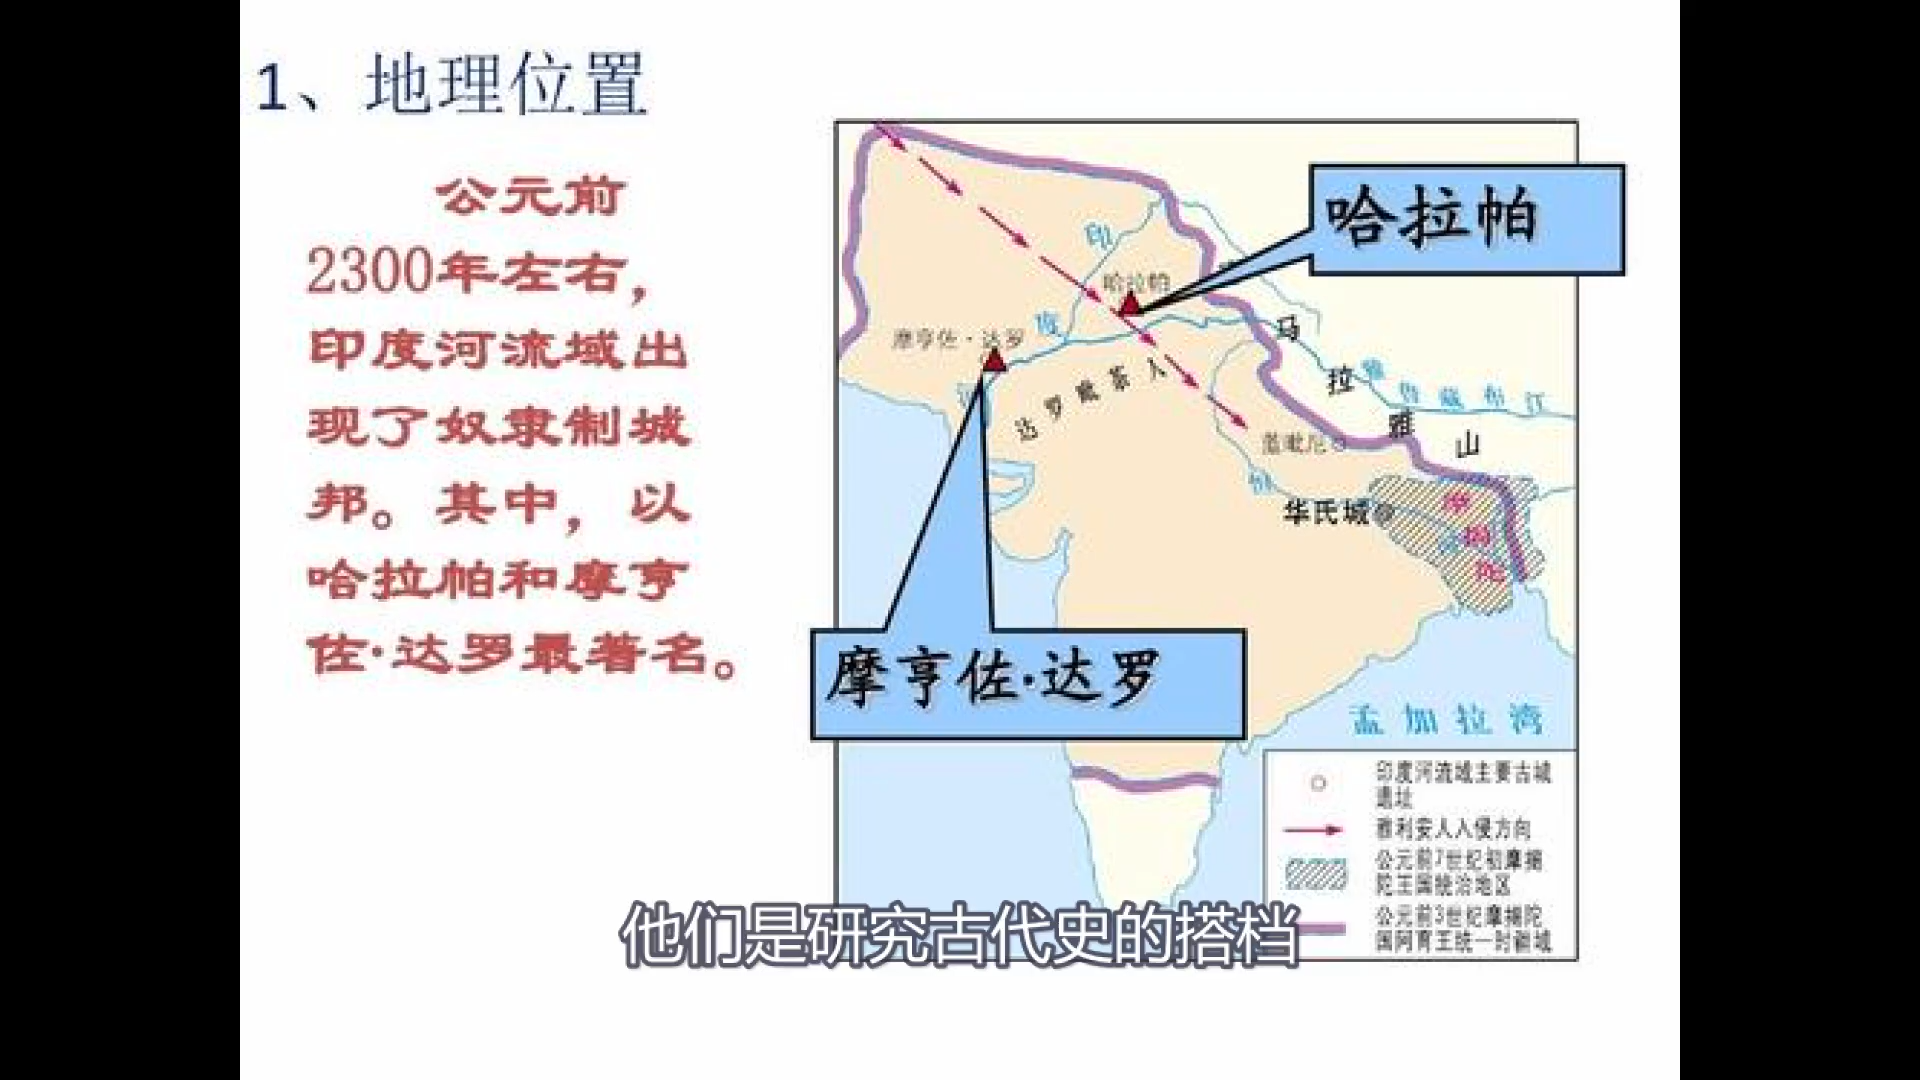 1、地理位置
公元前
2300年左右，
印度河流域出
现了奴隶制城
邦。其中，以
哈拉帕和摩亨
佐·达罗最著名。
哈拉帕
印
哈拉帕
度
摩亨佐·达罗
河
达罗毗荼人
马
拉
雅
山
雅鲁藏布江
蓝毗尼
恒
华氏城
摩亨佐·达罗
孟加拉湾
印度河流域主要古城
遗址
雅利安人入侵方向
公元前7世纪初摩揭
陀王国统治地区
公元前3世纪摩揭陀
国阿育王统一时疆域
他们是研究古代史的搭档